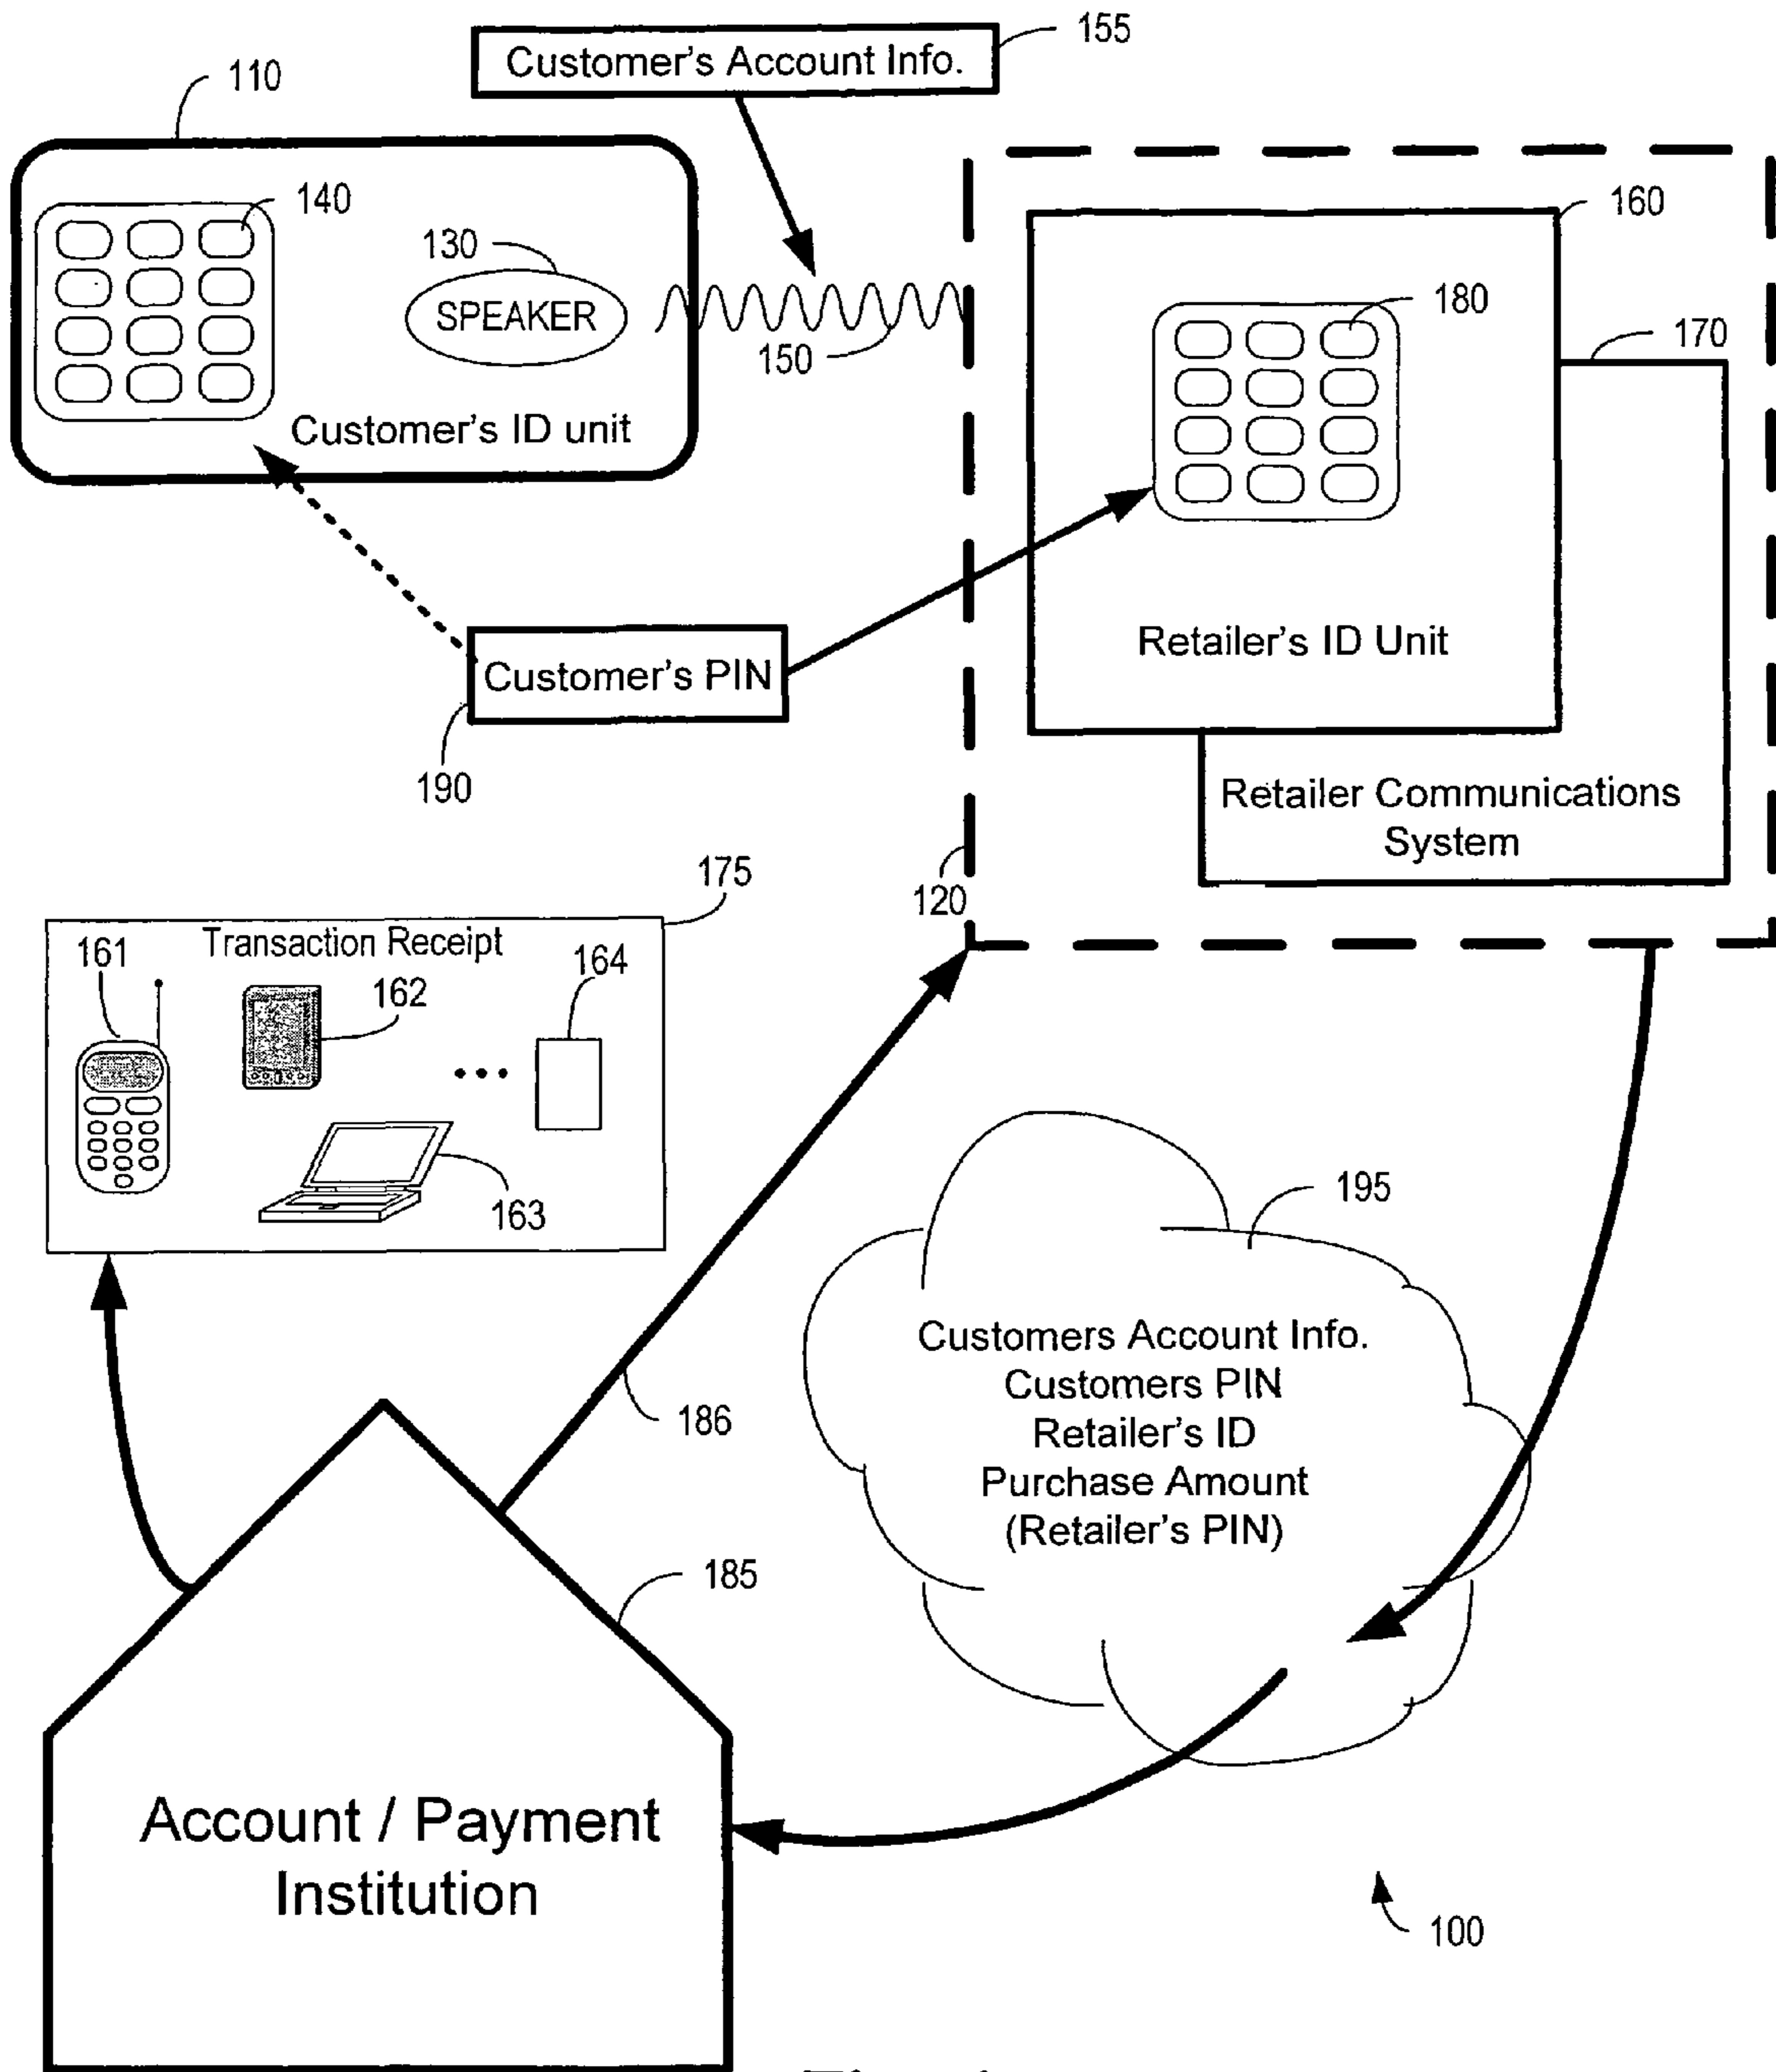 Customer's Account Info.
155
110
140
130
SPEAKER
150
Customer's ID unit
160
180
170
Retailer's ID Unit
Customer's PIN
190
Retailer Communications
System
120
175
Transaction Receipt
161
162
164
163
195
Customers Account Info.
Customers PIN
Retailer's ID
Purchase Amount
(Retailer's PIN)
186
185
Account / Payment
Institution
100